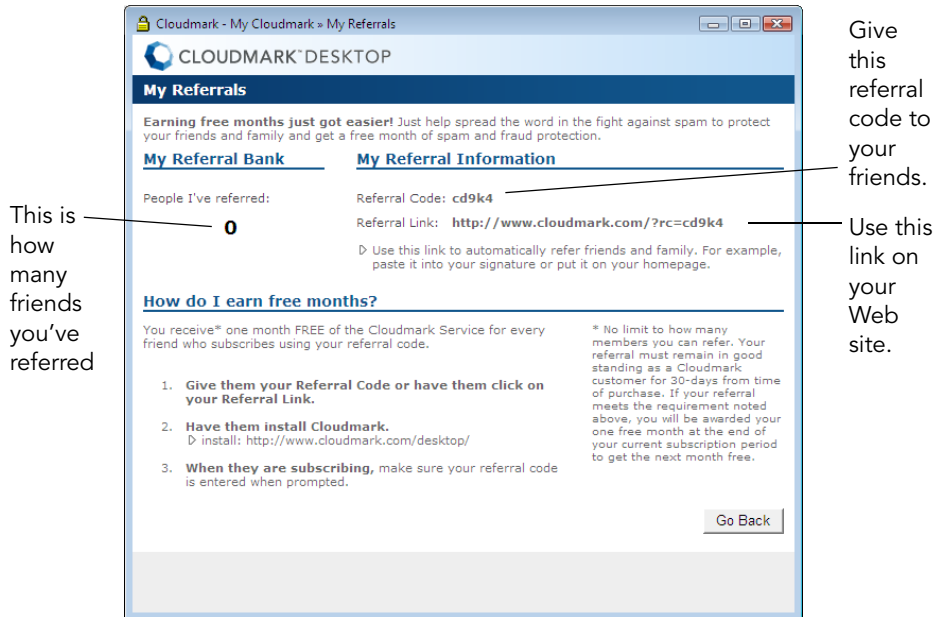 Cloudmark - My Cloudmark » My Referrals
CLOUDMARK™DESKTOP
My Referrals
Earning free months just got easier! Just help spread the word in the fight against spam to protect
your friends and family and get a free month of spam and fraud protection.
My Referral Bank
People I've referred:
0
My Referral Information
Referral Code: cd9k4
Referral Link: http://www.cloudmark.com/?rc=cd9k4
Use this link to automatically refer friends and family. For example,
paste it into your signature or put it on your homepage.
How do I earn free months?
You receive* one month FREE of the Cloudmark Service for every
friend who subscribes using your referral code.
1. Give them your Referral Code or have them click on
your Referral Link.
2. Have them install Cloudmark.
install: http://www.cloudmark.com/desktop/
3. When they are subscribing, make sure your referral code
is entered when prompted.
* No limit to how many
members you can refer. Your
referral must remain in good
standing as a Cloudmark
customer for 30-days from time
of purchase. If your referral
meets the requirement noted
above, you will be awarded your
one free month at the end of
your current subscription period
to get the next month free.
Go Back
This is
how
many
friends
you've
referred
Give
this
referral
code to
your
friends.
Use this
link on
your
Web
site.